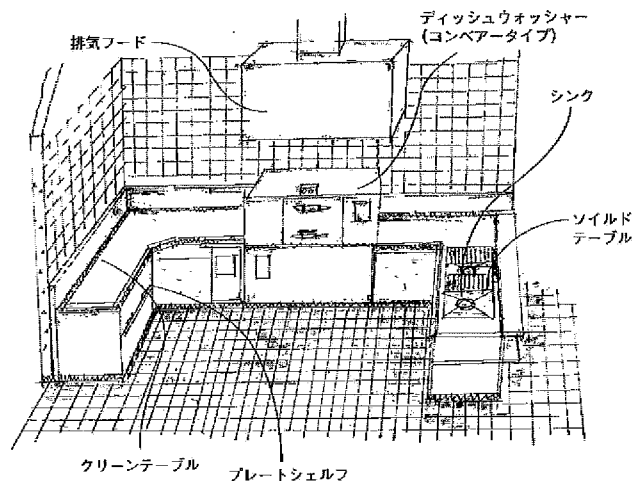 ディッシュウォッシャー
(コンベアータイプ)
排気フード
シンク
ソイルド
テーブル
クリーンテーブル
プレートシェルフ